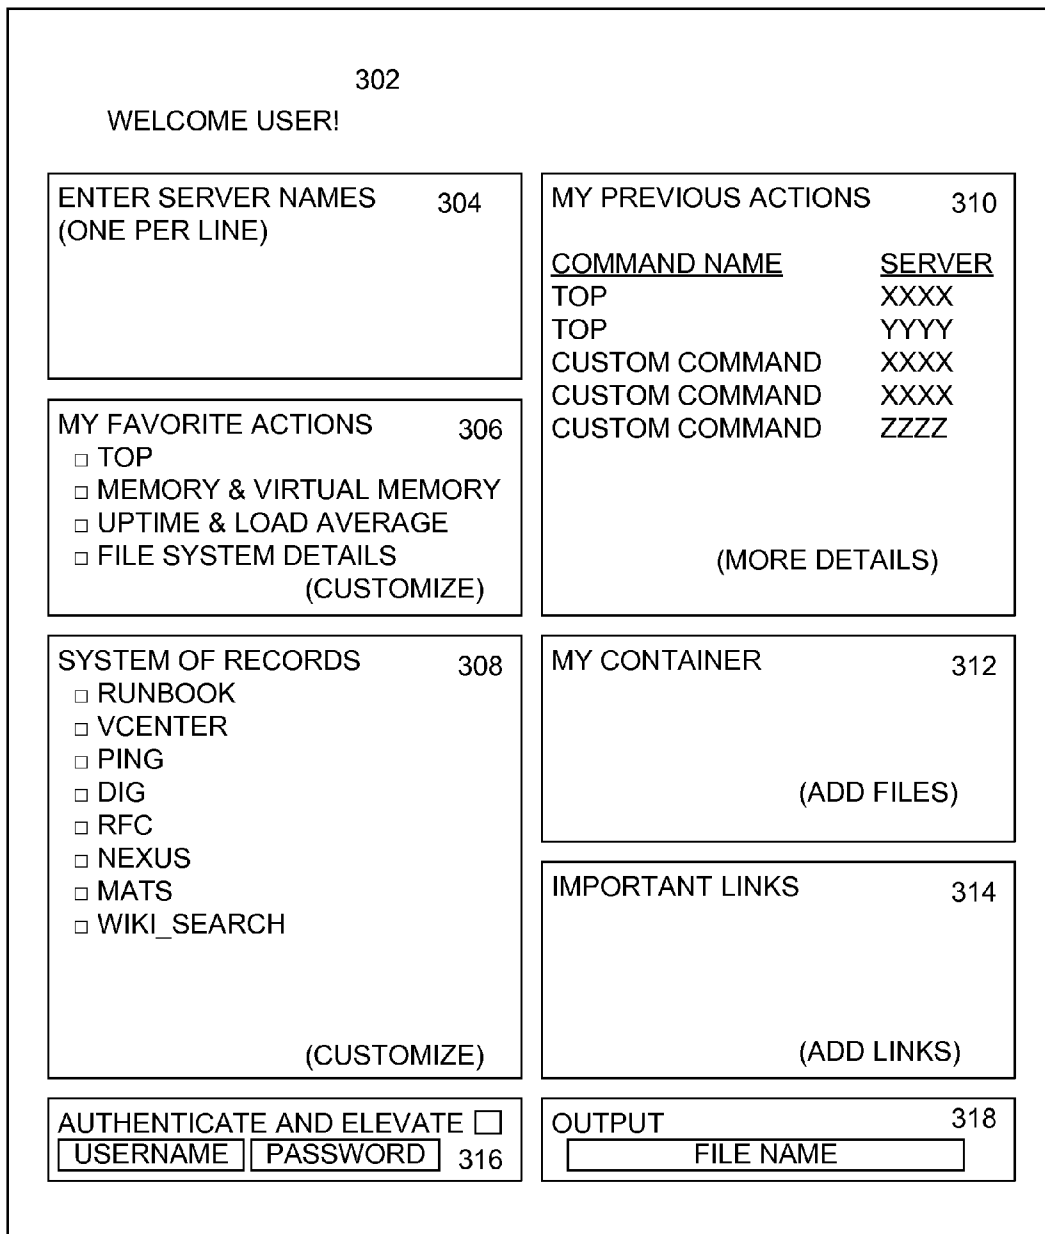 302
WELCOME USER!
ENTER SERVER NAMES 304
(ONE PER LINE)
MY FAVORITE ACTIONS 306
□ TOP
□ MEMORY & VIRTUAL MEMORY
□ UPTIME & LOAD AVERAGE
□ FILE SYSTEM DETAILS
(CUSTOMIZE)
SYSTEM OF RECORDS 308
□ RUNBOOK
□ VCENTER
□ PING
□ DIG
□ RFC
□ NEXUS
□ MATS
□ WIKI_SEARCH
(CUSTOMIZE)
AUTHENTICATE AND ELEVATE □
USERNAME PASSWORD 316
MY PREVIOUS ACTIONS 310
COMMAND NAME SERVER
TOP XXXX
TOP YYYY
CUSTOM COMMAND XXXX
CUSTOM COMMAND XXXX
CUSTOM COMMAND ZZZZ
(MORE DETAILS)
MY CONTAINER 312
(ADD FILES)
IMPORTANT LINKS 314
(ADD LINKS)
OUTPUT 318
FILE NAME